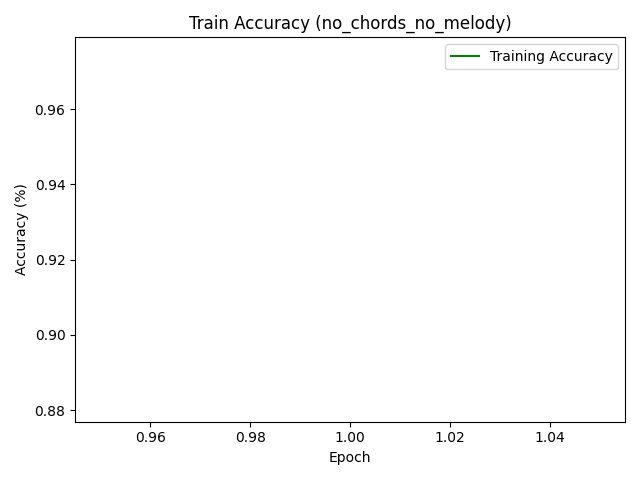 Train Accuracy (no_chords_no_melody)
Training Accuracy
Accuracy (%)
0.96
0.94
0.92
0.90
0.88
0.96 0.98 1.00 1.02 1.04
Epoch